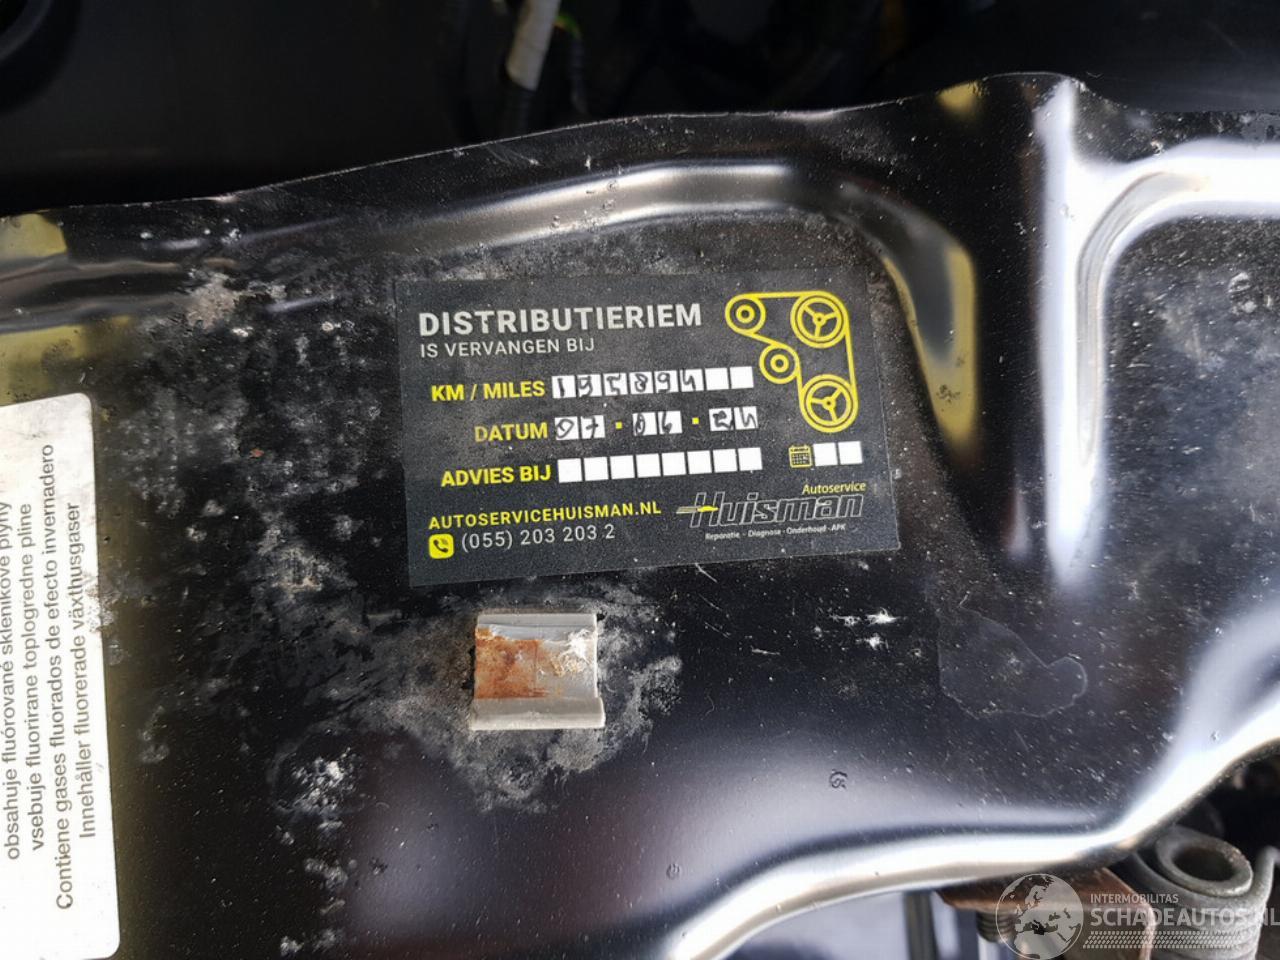 DISTRIBUTIERIEM
IS VERVANGEN BIJ
KM / MILES 135894
DATUM 07 · 06 · 24
ADVIES BIJ
AUTOSERVICEHUISMAN.NL
(055) 203 203 2
Autoservice
Huisman
Reparatie - Diagnose - Onderhoud - APK
obsahuje fluórované skleníkové plyny
vsebuje fluorirane toplogredne pline
Contiene gases fluorados de efecto invernadero
Innehåller fluorerade växthusgaser
INTERMOBILITAS
SCHADEAUTOS.NL